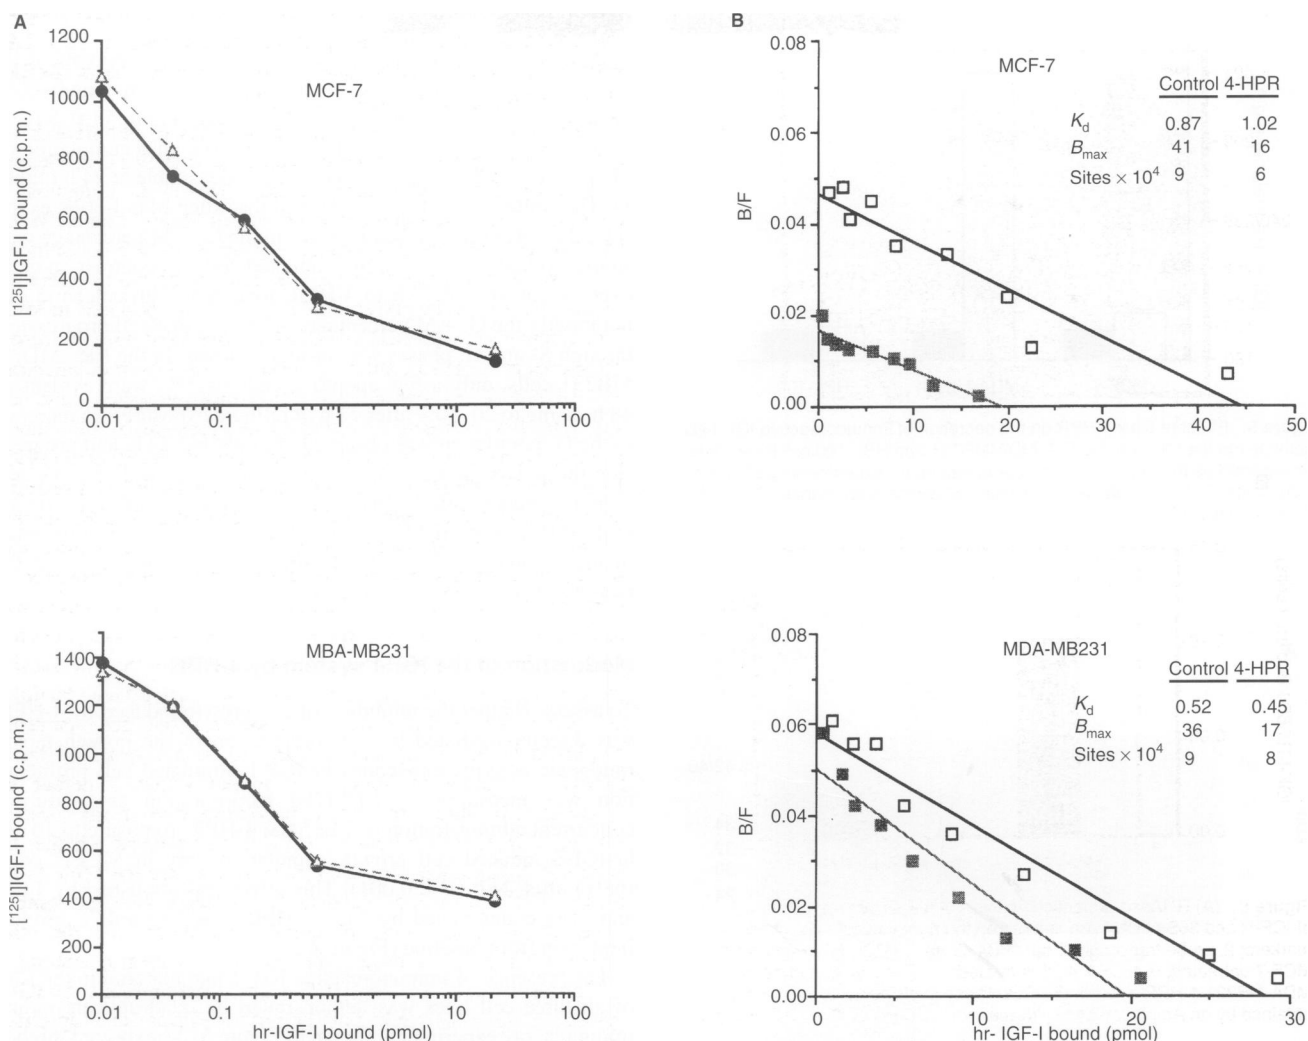 A
1200
1000
800
600
400
200
0
[125I]IGF-I bound (c.p.m.)
MCF-7
0.01 0.1 1 10 100
B
0.08
0.06
0.04
0.02
0.00
B/F
MCF-7
Control 4-HPR
Kd 0.87 1.02
Bmax 41 16
Sites × 10⁴ 9 6
0 10 20 30 40 50
1400
1200
1000
800
600
400
200
0
[125I]IGF-I bound (c.p.m.)
MBA-MB231
0.01 0.1 1 10 100
hr-IGF-I bound (pmol)
0.08
0.06
0.04
0.02
0.00
B/F
MDA-MB231
Control 4-HPR
Kd 0.52 0.45
Bmax 36 17
Sites × 10⁴ 9 8
0 10 20 30
hr- IGF-I bound (pmol)